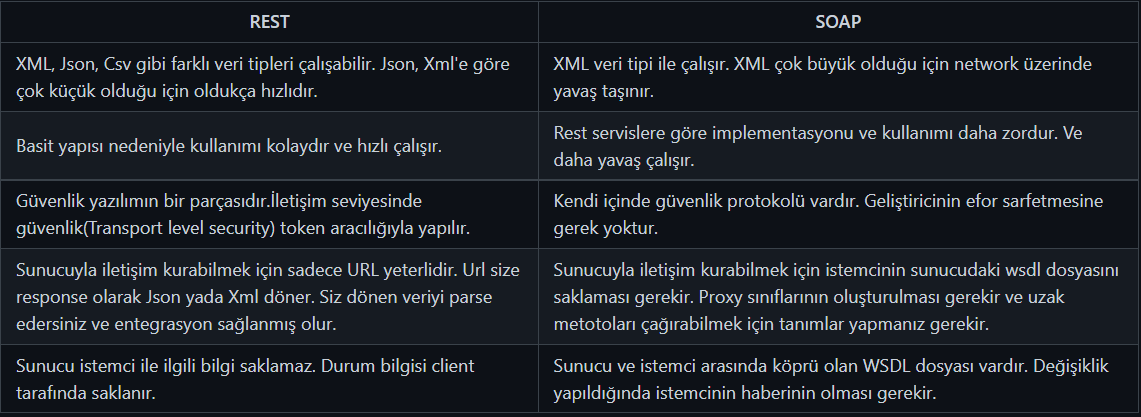 REST
SOAP
XML, Json, Csv gibi farklı veri tipleri çalışabilir. Json, Xml'e göre
çok küçük olduğu için oldukça hızlıdır.
XML veri tipi ile çalışır. XML çok büyük olduğu için network üzerinde
yavaş taşınır.
Basit yapısı nedeniyle kullanımı kolaydır ve hızlı çalışır.
Rest servislere göre implementasyonu ve kullanımı daha zordur. Ve
daha yavaş çalışır.
Güvenlik yazılımın bir parçasıdır.İletişim seviyesinde
güvenlik(Transport level security) token aracılığıyla yapılır.
Kendi içinde güvenlik protokolü vardır. Geliştiricinin efor sarfetmesine
gerek yoktur.
Sunucuyla iletişim kurabilmek için sadece URL yeterlidir. Url size
response olarak Json yada Xml döner. Siz dönen veriyi parse
edersiniz ve entegrasyon sağlanmış olur.
Sunucuyla iletişim kurabilmek için istemcinin sunucudaki wsdl dosyasını
saklaması gerekir. Proxy sınıflarının oluşturulması gerekir ve uzak
metotoları çağırabilmek için tanımlar yapmanız gerekir.
Sunucu istemci ile ilgili bilgi saklamaz. Durum bilgisi client
tarafında saklanır.
Sunucu ve istemci arasında köprü olan WSDL dosyası vardır. Değişiklik
yapıldığında istemcinin haberinin olması gerekir.